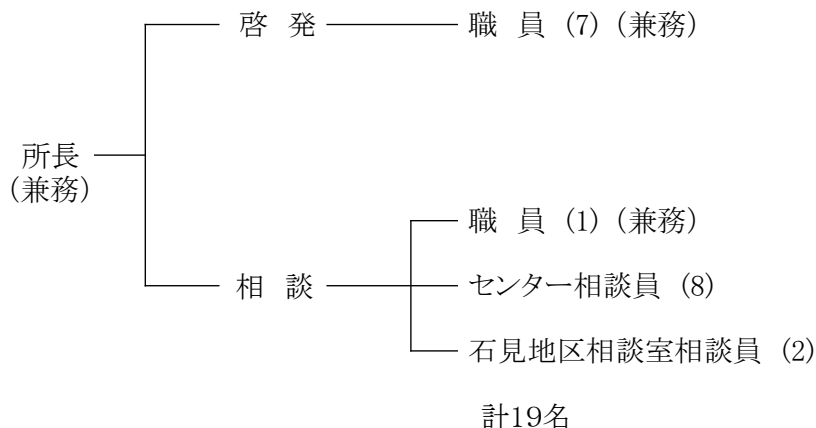 啓 発
職 員 (7) (兼務)
所長
(兼務)
職 員 (1) (兼務)
相 談
センター相談員 (8)
石見地区相談室相談員 (2)
計19名